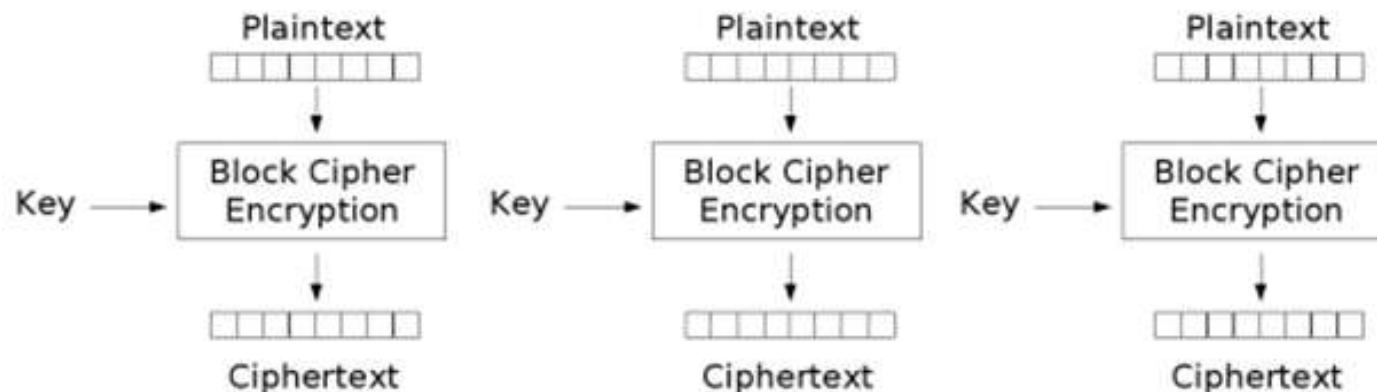 Plaintext Plaintext Plaintext
Block Cipher Block Cipher Block Cipher
Key Encryption Key Encryption Key Encryption
Ciphertext Ciphertext Ciphertext